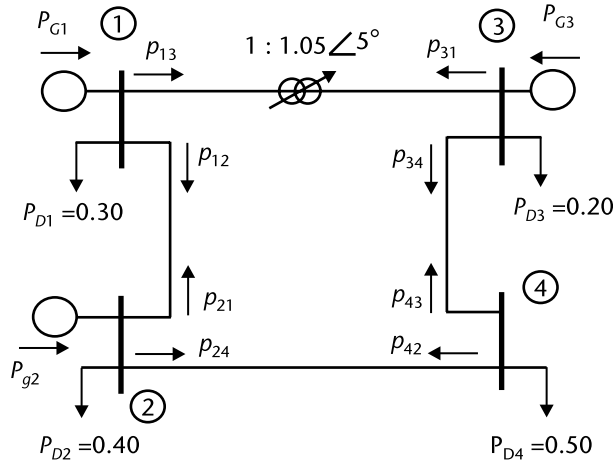 P_G1
1
p_13
1 : 1.05∠5°
p_31
3
P_G3
p_12
p_34
P_D1 =0.30
P_D3 =0.20
p_21
p_43
4
P_g2
p_24
p_42
2
P_D2 =0.40
P_D4 =0.50